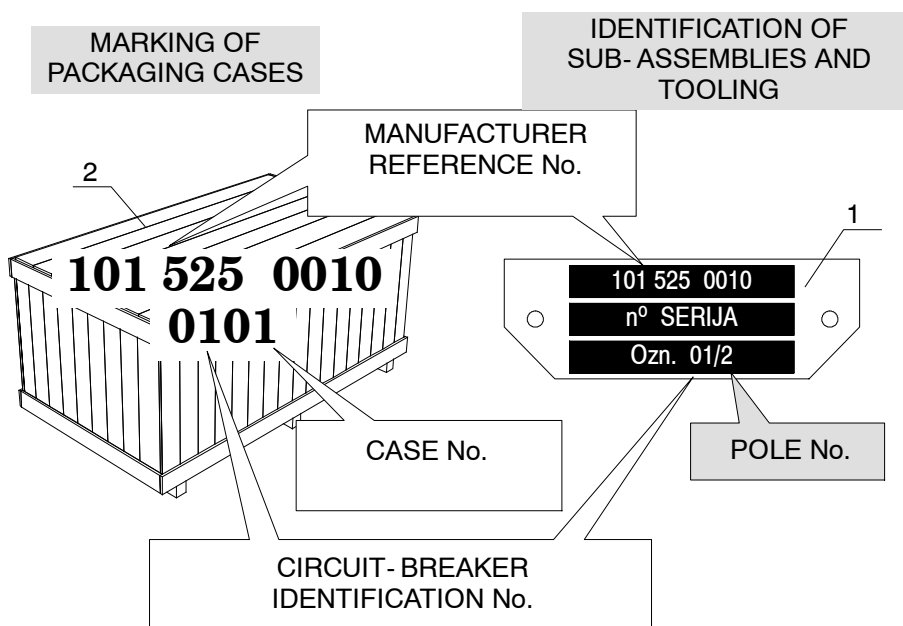 MARKING OF
PACKAGING CASES
IDENTIFICATION OF
SUB- ASSEMBLIES AND
TOOLING
MANUFACTURER
REFERENCE No.
2
1
101 525 0010
0101
101 525 0010
nº SERIJA
Ozn. 01/2
CASE No.
POLE No.
CIRCUIT- BREAKER
IDENTIFICATION No.